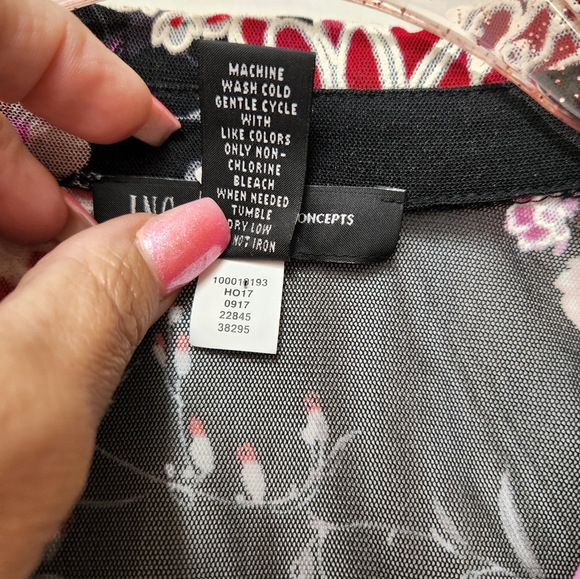 MACHINE
WASH COLD
GENTLE CYCLE
WITH
LIKE COLORS
ONLY NON-
CHLORINE
BLEACH
WHEN NEEDED
TUMBLE
DRY LOW
NOT IRON
INC
ONCEPTS
HO17
0917
22845
38295